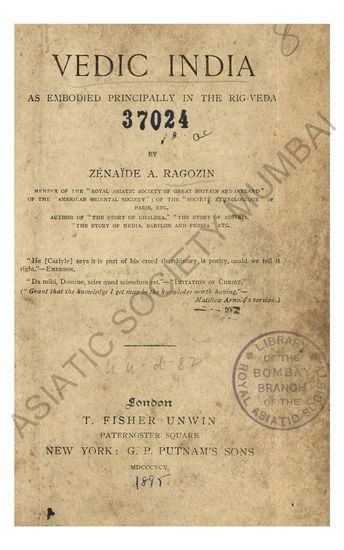 8
VEDIC INDIA
AS EMBODIED PRINCIPALLY IN THE RIG-VEDA
37024
BY
ZÉNAÏDE A. RAGOZIN
MEMBER OF THE "ROYAL ASIATIC SOCIETY OF GREAT BRITAIN AND IRELAND"
OF THE "AMERICAN ORIENTAL SOCIETY" ; OF THE "SOCIÉTÉ ETHNOLOGIQUE" OF
PARIS, ETC.
AUTHOR OF "THE STORY OF CHALDEA," "THE STORY OF ASSYRIA,"
"THE STORY OF MEDIA, BABYLON AND PERSIA" ETC.
"He [Carlyle] says it is part of his creed that history, is poetry, could we tell it
right."—EMERSON.
"Da mihi, Domine, scire quod sciendum est."—"IMITATION OF CHRIST."
("Grant that the knowledge I get may be the knowledge worth having."—
Matthew Arnold's version.)
London
T. FISHER UNWIN
PATERNOSTER SQUARE
NEW YORK: G. P. PUTNAM'S SONS
MDCCCXCV
1895
LIBRARY
OF THE
BOMBAY
BRANCH
OF THE
ROYAL ASIATIC SOCIETY
ASIATIC SOCIETY MUMBAI